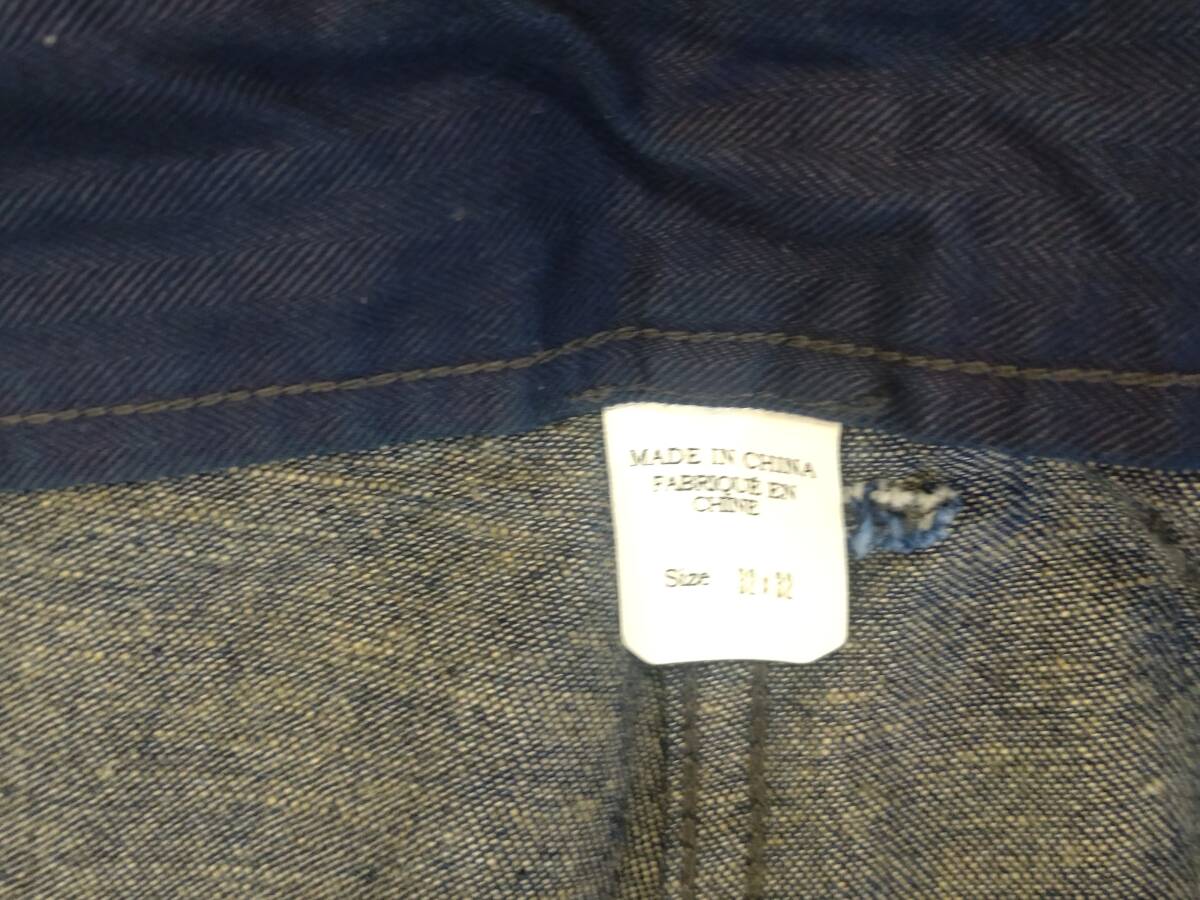 MADE IN CHINA
FABRIQUÉ EN
CHINE
Size